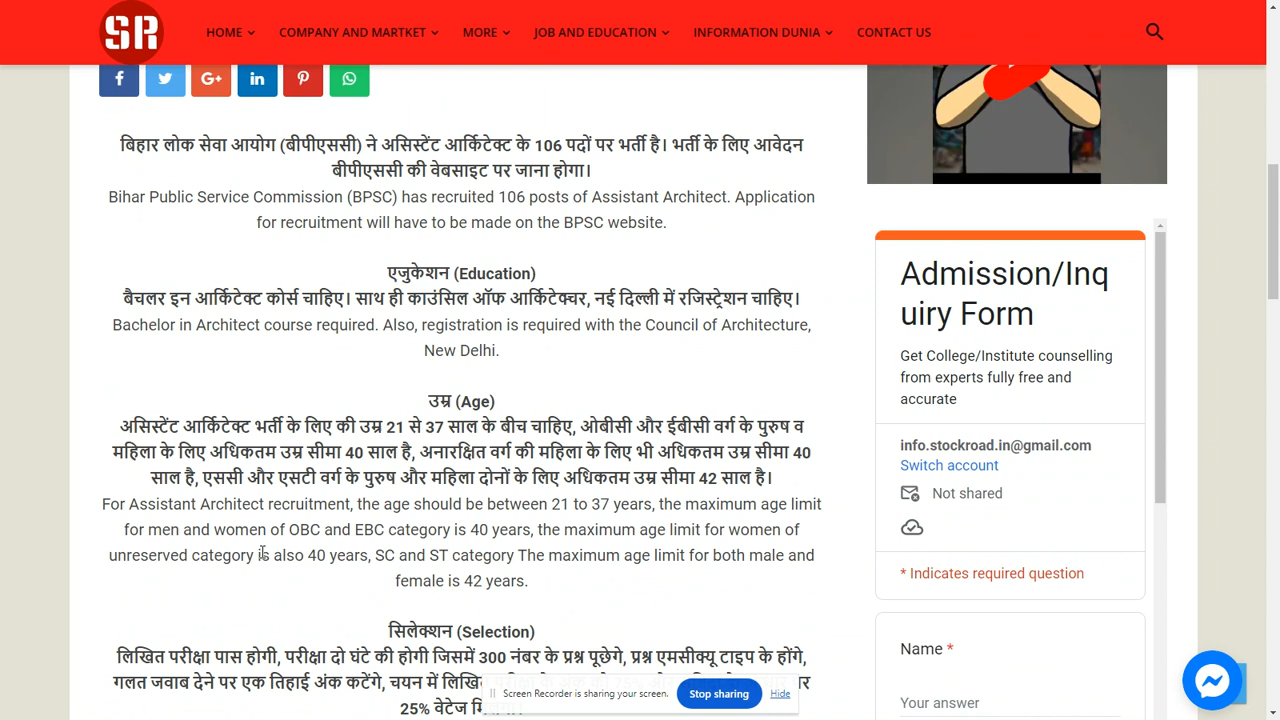 SR
HOME
COMPANY AND MARTKET
MORE
JOB AND EDUCATION
INFORMATION DUNIA
CONTACT US
बिहार लोक सेवा आयोग (बीपीएससी) ने असिस्टेंट आर्किटेक्ट के 106 पदों पर भर्ती है। भर्ती के लिए आवेदन
बीपीएससी की वेबसाइट पर जाना होगा।
Bihar Public Service Commission (BPSC) has recruited 106 posts of Assistant Architect. Application
for recruitment will have to be made on the BPSC website.
एजुकेशन (Education)
बैचलर इन आर्किटेक्ट कोर्स चाहिए। साथ ही काउंसिल ऑफ आर्किटेक्चर, नई दिल्ली में रजिस्ट्रेशन चाहिए।
Bachelor in Architect course required. Also, registration is required with the Council of Architecture,
New Delhi.
उम्र (Age)
असिस्टेंट आर्किटेक्ट भर्ती के लिए की उम्र 21 से 37 साल के बीच चाहिए, ओबीसी और ईबीसी वर्ग के पुरुष व
महिला के लिए अधिकतम उम्र सीमा 40 साल है, अनारक्षित वर्ग की महिला के लिए भी अधिकतम उम्र सीमा 40
साल है, एससी और एसटी वर्ग के पुरुष और महिला दोनों के लिए अधिकतम उम्र सीमा 42 साल है।
For Assistant Architect recruitment, the age should be between 21 to 37 years, the maximum age limit
for men and women of OBC and EBC category is 40 years, the maximum age limit for women of
unreserved category is also 40 years, SC and ST category The maximum age limit for both male and
female is 42 years.
सिलेक्शन (Selection)
लिखित परीक्षा पास होगी, परीक्षा दो घंटे की होगी जिसमें 300 नंबर के प्रश्न पूछेगे, प्रश्न एमसीक्यू टाइप के होंगे,
गलत जवाब देने पर एक तिहाई अंक कटेंगे, चयन में लिखित
25% वेटेज
Screen Recorder is sharing your screen.
Stop sharing
Hide
Admission/Inq
uiry Form
Get College/Institute counselling
from experts fully free and
accurate
info.stockroad.in@gmail.com
Switch account
Not shared
* Indicates required question
Name *
Your answer